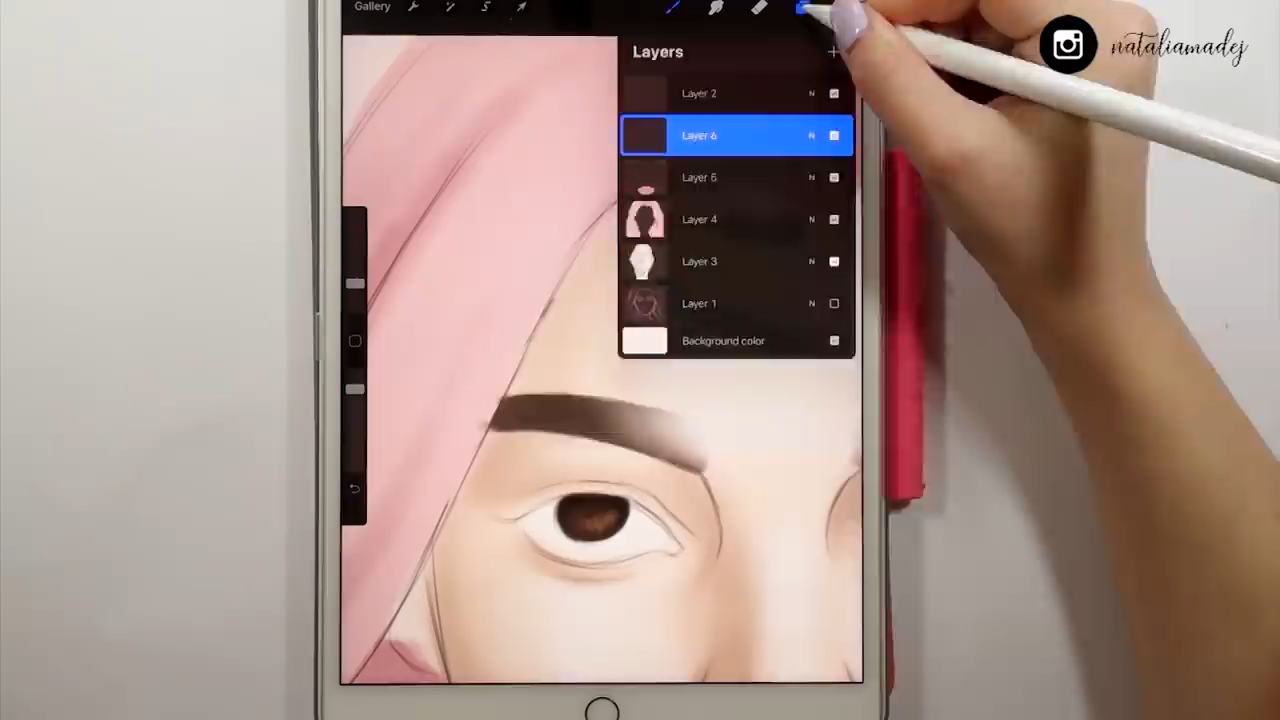 Gallery
nataliamadej
Layers
Layer 2 N
Layer 6 N
Layer 5 N
Layer 4 N
Layer 3 N
Layer 1 N
Background color